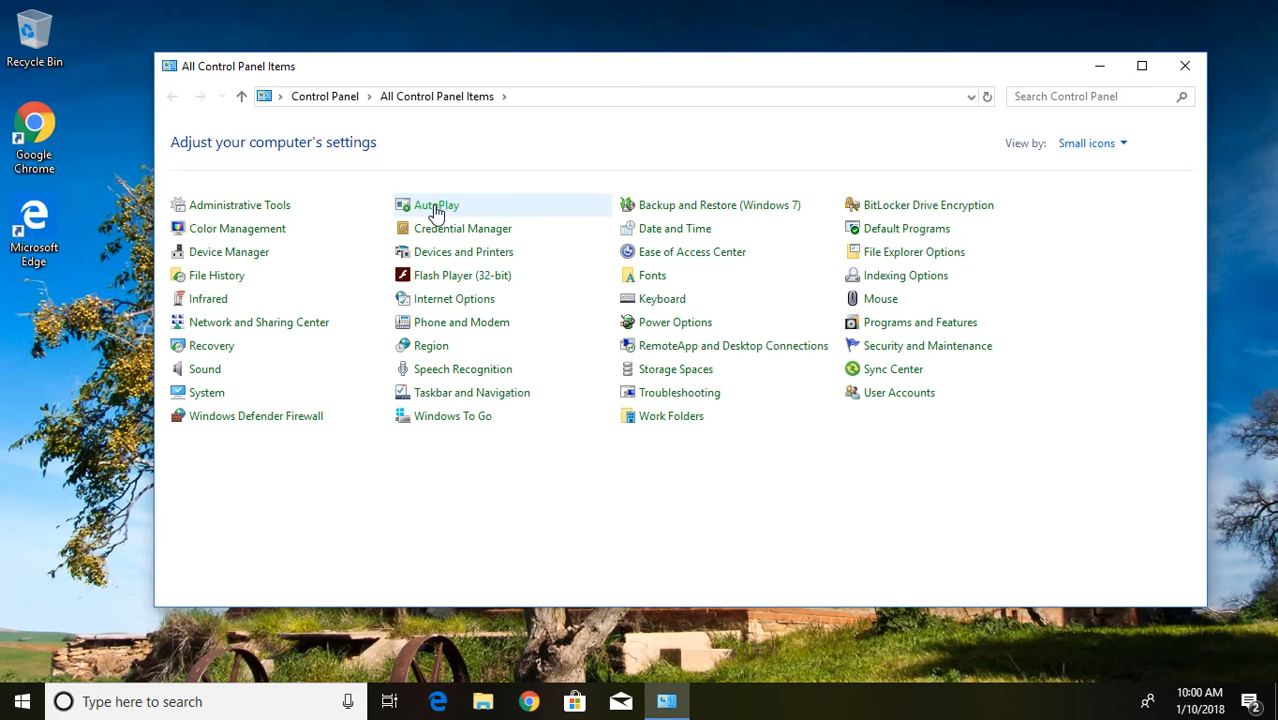 Recycle Bin
Google
Chrome
Microsoft
Edge
All Control Panel Items
Control Panel
All Control Panel Items
Search Control Panel
Adjust your computer's settings
View by:
Small icons
Administrative Tools
AutoPlay
Backup and Restore (Windows 7)
BitLocker Drive Encryption
Color Management
Credential Manager
Date and Time
Default Programs
Device Manager
Devices and Printers
Ease of Access Center
File Explorer Options
File History
Flash Player (32-bit)
Fonts
Indexing Options
Infrared
Internet Options
Keyboard
Mouse
Network and Sharing Center
Phone and Modem
Power Options
Programs and Features
Recovery
Region
RemoteApp and Desktop Connections
Security and Maintenance
Sound
Speech Recognition
Storage Spaces
Sync Center
System
Taskbar and Navigation
Troubleshooting
User Accounts
Windows Defender Firewall
Windows To Go
Work Folders
Type here to search
10:00 AM
1/10/2018
2